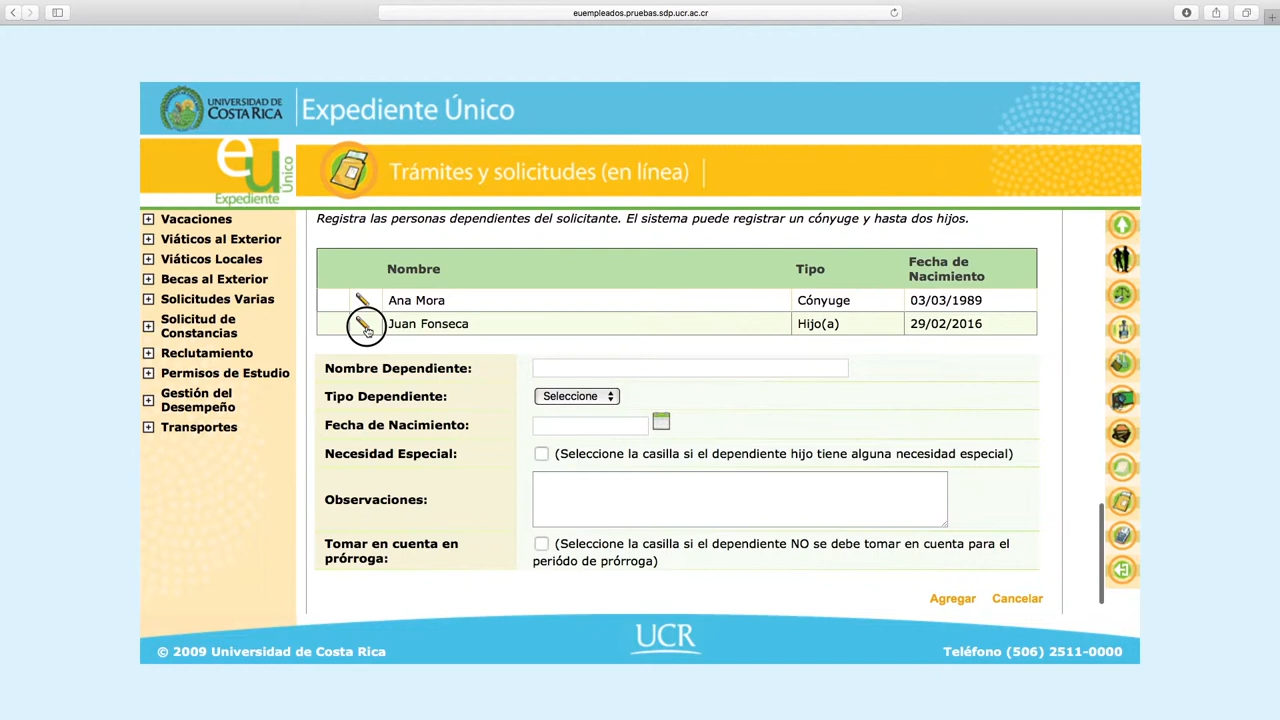 euempleados.pruebas.sdp.ucr.ac.cr
UNIVERSIDAD DE
COSTA RICA
Expediente Único
eu
Expediente
Único
Trámites y solicitudes (en línea)
Vacaciones
Viáticos al Exterior
Viáticos Locales
Becas al Exterior
Solicitudes Varias
Solicitud de
Constancias
Reclutamiento
Permisos de Estudio
Gestión del
Desempeño
Transportes
Registra las personas dependientes del solicitante. El sistema puede registrar un cónyuge y hasta dos hijos.
Nombre Tipo Fecha de
Nacimiento
Ana Mora Cónyuge 03/03/1989
Juan Fonseca Hijo(a) 29/02/2016
Nombre Dependiente:
Tipo Dependiente: Seleccione
Fecha de Nacimiento:
Necesidad Especial: (Seleccione la casilla si el dependiente hijo tiene alguna necesidad especial)
Observaciones:
Tomar en cuenta en
prórroga:
(Seleccione la casilla si el dependiente NO se debe tomar en cuenta para el
periódo de prórroga)
Agregar Cancelar
UCR
© 2009 Universidad de Costa Rica
Teléfono (506) 2511-0000